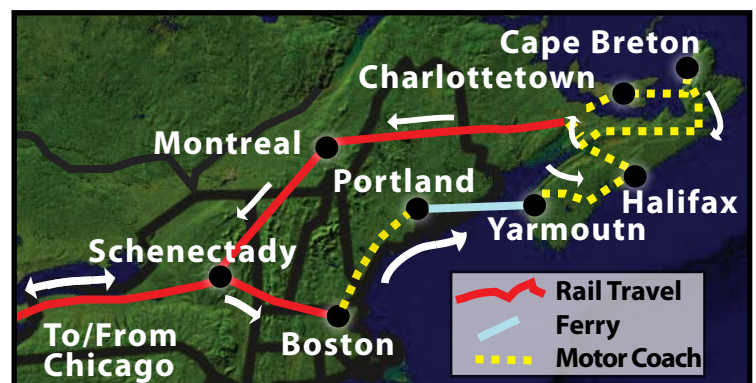 Cape Breton
Charlottetown
Montreal
Portland
Halifax
Yarmoutn
Schenectady
Boston
To/From
Chicago
Rail Travel
Ferry
Motor Coach